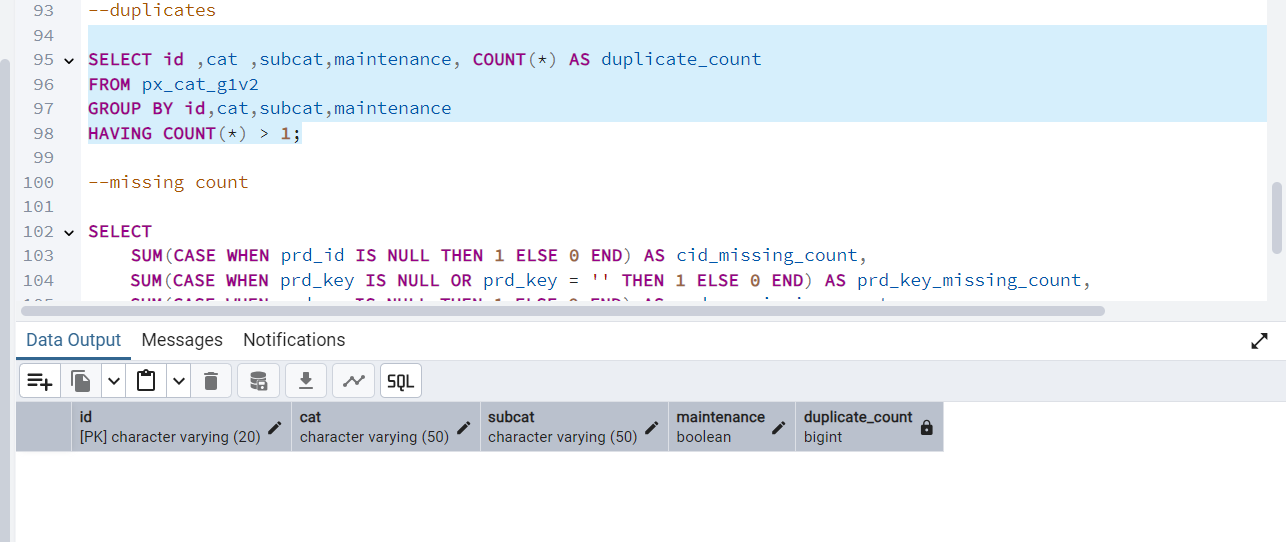 93 --duplicates
94
95 SELECT id ,cat ,subcat,maintenance, COUNT(*) AS duplicate_count
96 FROM px_cat_g1v2
97 GROUP BY id,cat,subcat,maintenance
98 HAVING COUNT(*) > 1;
99
100 --missing count
101
102 SELECT
103 SUM(CASE WHEN prd_id IS NULL THEN 1 ELSE 0 END) AS cid_missing_count,
104 SUM(CASE WHEN prd_key IS NULL OR prd_key = '' THEN 1 ELSE 0 END) AS prd_key_missing_count,
Data Output Messages Notifications
SQL
id cat subcat maintenance duplicate_count
[PK] character varying (20) character varying (50) character varying (50) boolean bigint